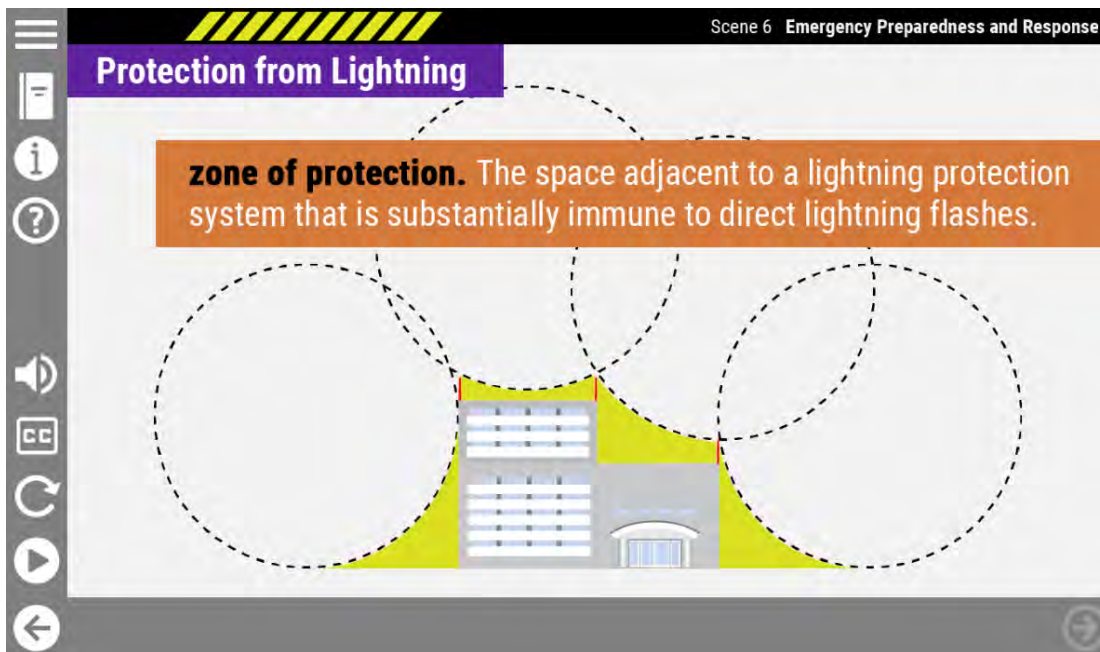 Scene 6 Emergency Preparedness and Response
Protection from Lightning
zone of protection. The space adjacent to a lightning protection
system that is substantially immune to direct lightning flashes.
CC